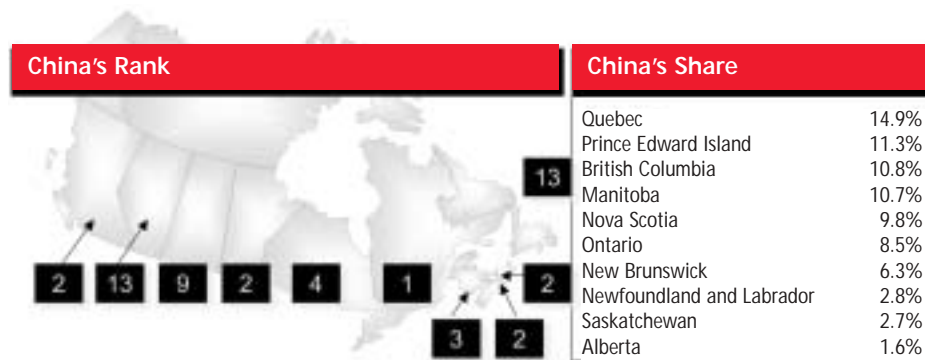 China's Rank
13
2 13 9 2 4 1 2
3 2
China's Share
Quebec 14.9%
Prince Edward Island 11.3%
British Columbia 10.8%
Manitoba 10.7%
Nova Scotia 9.8%
Ontario 8.5%
New Brunswick 6.3%
Newfoundland and Labrador 2.8%
Saskatchewan 2.7%
Alberta 1.6%